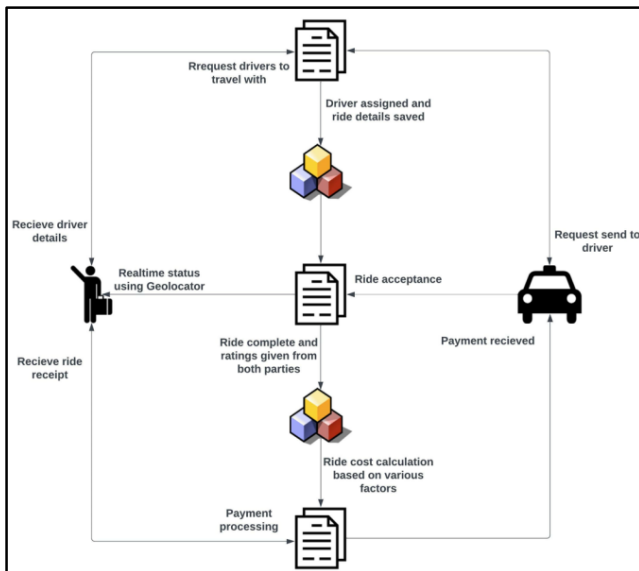 Rrequest drivers to
travel with
Driver assigned and
ride details saved
Recieve driver
details
Request send to
driver
Realtime status
using Geolocator
Ride acceptance
Ride complete and
ratings given from
both parties
Payment recieved
Recieve ride
receipt
Ride cost calculation
based on various
factors
Payment
processing